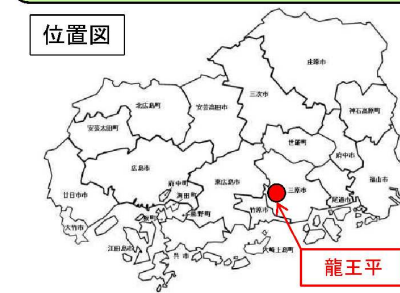 位置図
庄原市
三次市
北広島町
安芸高田市
神石高原町
安芸太田町
世羅町
府中市
広島市
福山市
府中町
東広島市
三原市
尾道市
廿日市市
海田町
熊野町
竹原市
大竹市
坂町
江田島市
呉市
大崎上島町
龍王平